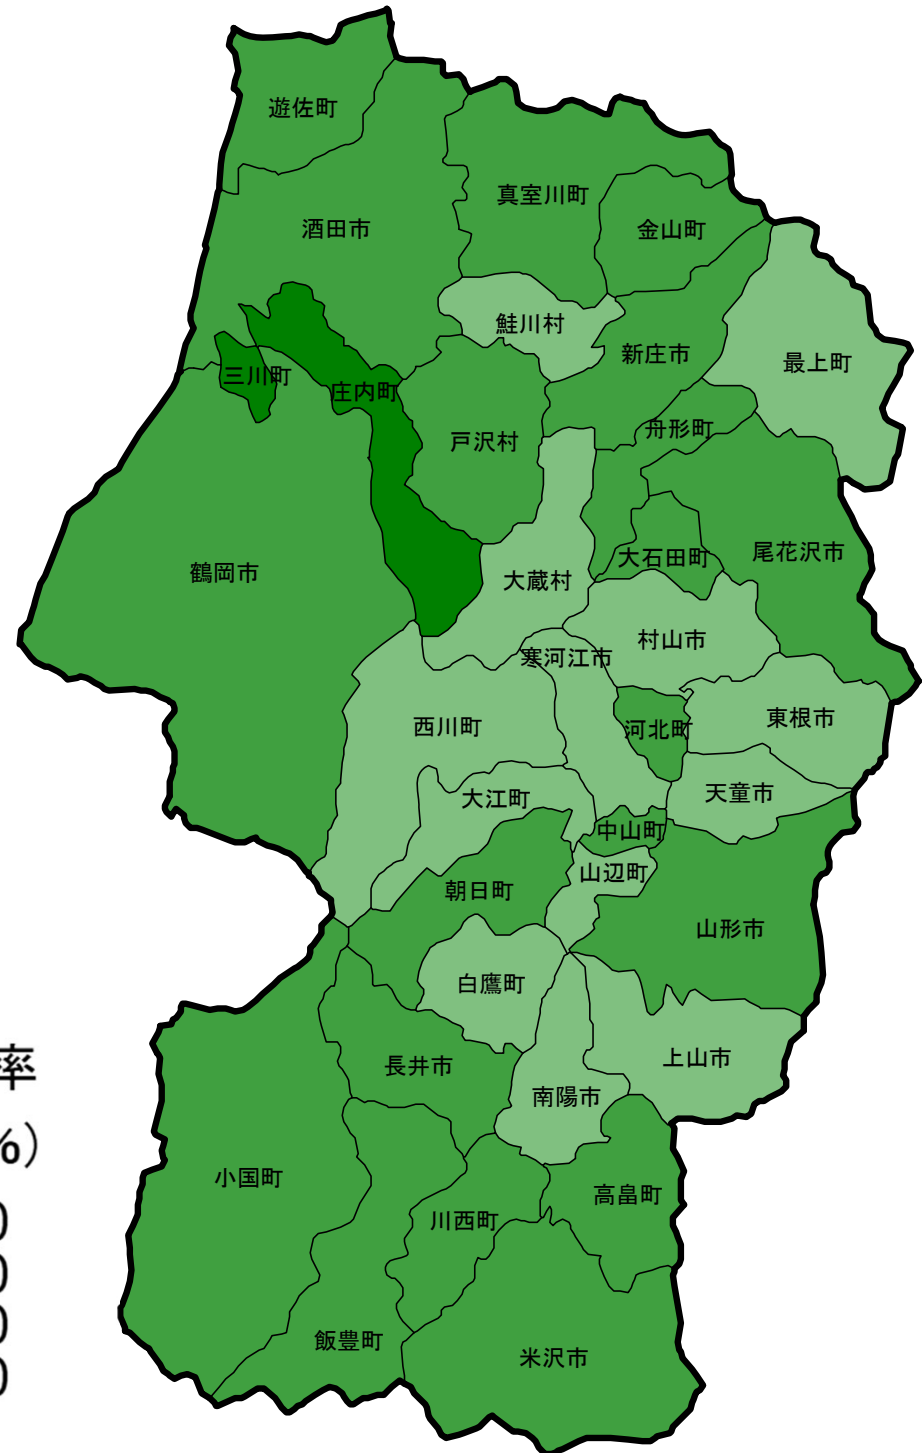 遊佐町
真室川町
酒田市
金山町
鮭川村
新庄市
最上町
三川町
庄内町
舟形町
戸沢村
尾花沢市
大石田町
鶴岡市
大蔵村
村山市
寒河江市
東根市
西川町
河北町
天童市
大江町
中山町
山辺町
朝日町
山形市
白鷹町
上山市
率
長井市
南陽市
%)
小国町
高畠町
川西町
0
0
0
飯豊町
米沢市
0